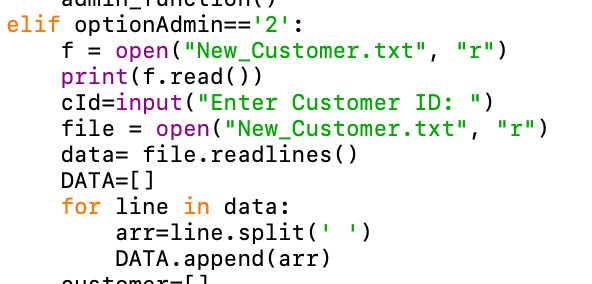 admin_function()
elif optionAdmin=='2':
    f = open("New_Customer.txt", "r")
    print(f.read())
    cId=input("Enter Customer ID: ")
    file = open("New_Customer.txt", "r")
    data= file.readlines()
    DATA=[]
    for line in data:
        arr=line.split(' ')
        DATA.append(arr)
    customer=[]